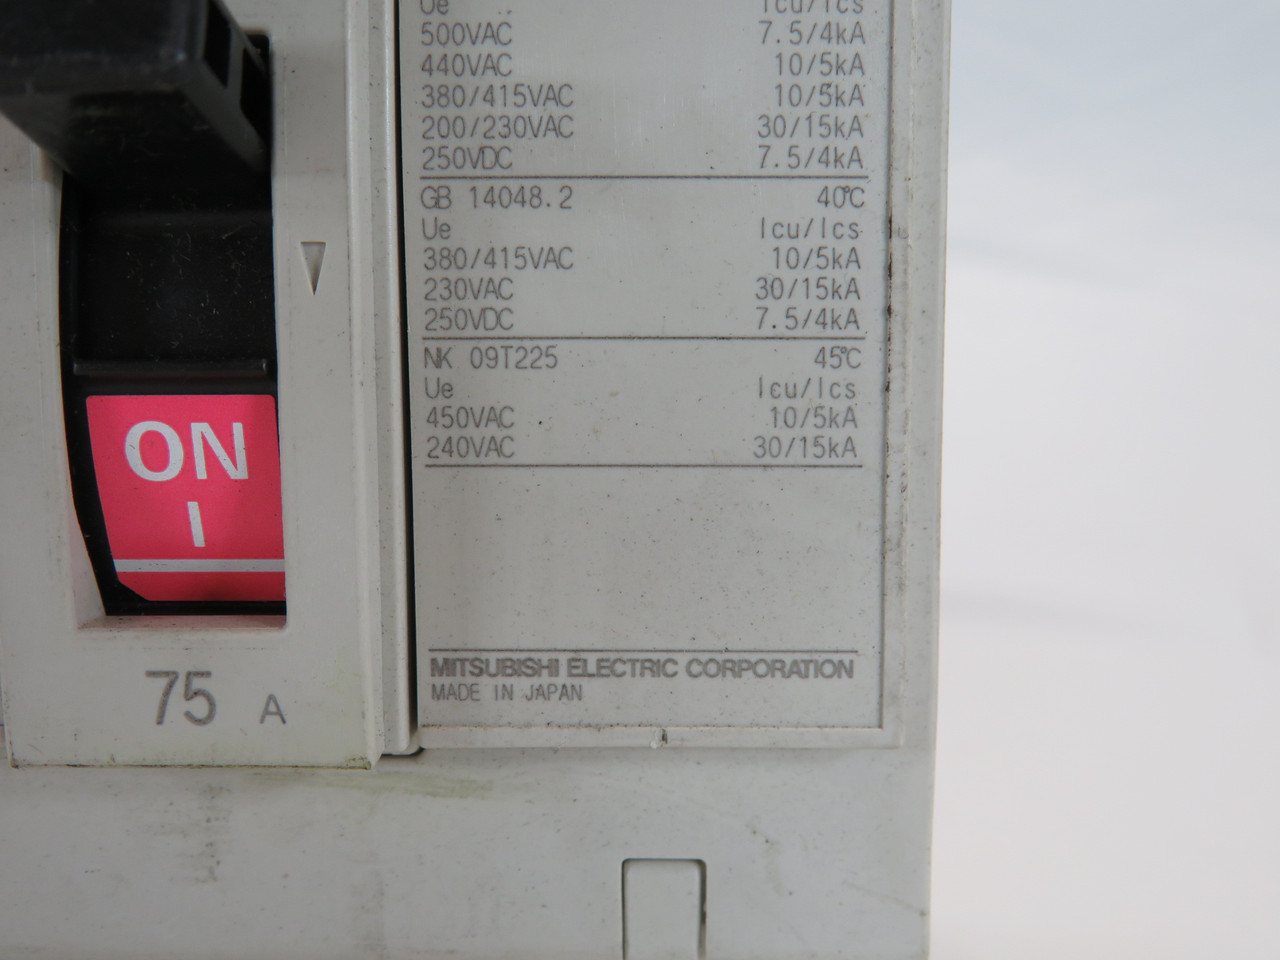 Ue Icu/Ics
500VAC 7.5/4kA
440VAC 10/5kA
380/415VAC 10/5kA
200/230VAC 30/15kA
250VDC 7.5/4kA
GB 14048.2 40℃
Ue Icu/Ics
380/415VAC 10/5kA
230VAC 30/15kA
250VDC 7.5/4kA
NK 09T225 45℃
Ue Icu/Ics
450VAC 10/5kA
240VAC 30/15kA
MITSUBISHI ELECTRIC CORPORATION
MADE IN JAPAN
ON
I
75 A